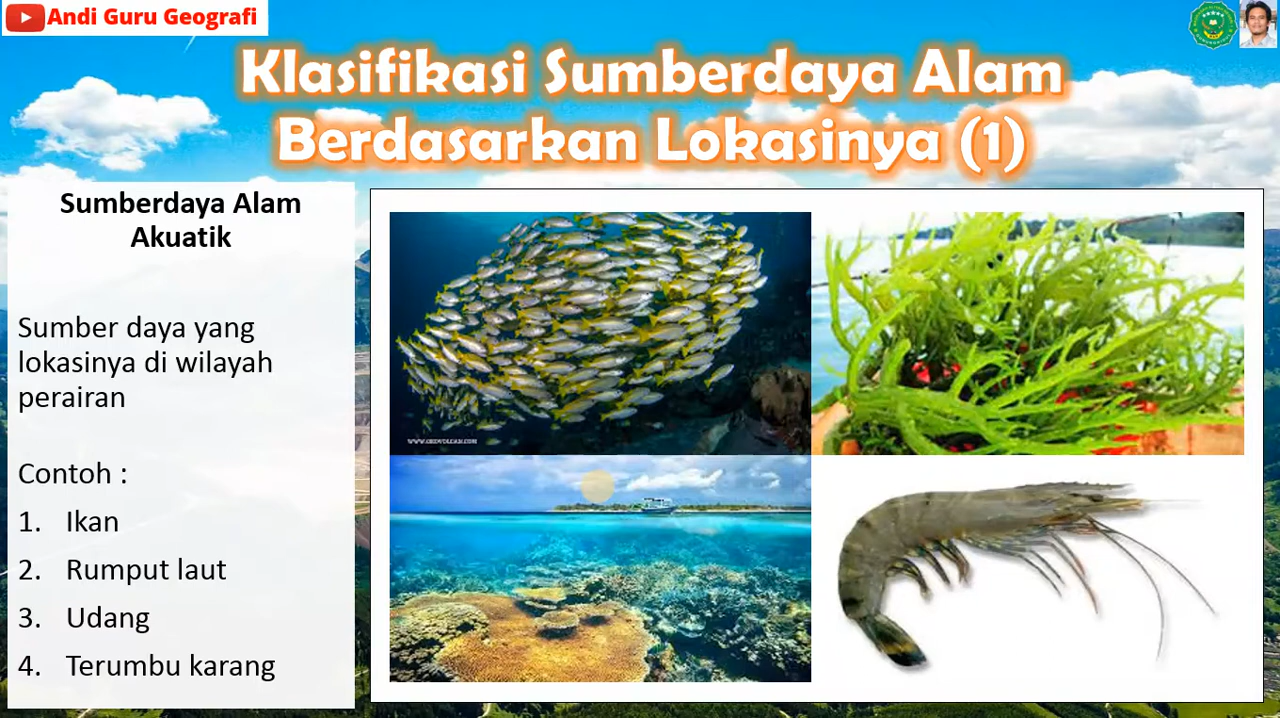 Andi Guru Geografi
Klasifikasi Sumberdaya Alam
Berdasarkan Lokasinya (1)
Sumberdaya Alam
Akuatik
Sumber daya yang
lokasinya di wilayah
perairan
Contoh :
1. Ikan
2. Rumput laut
3. Udang
4. Terumbu karang